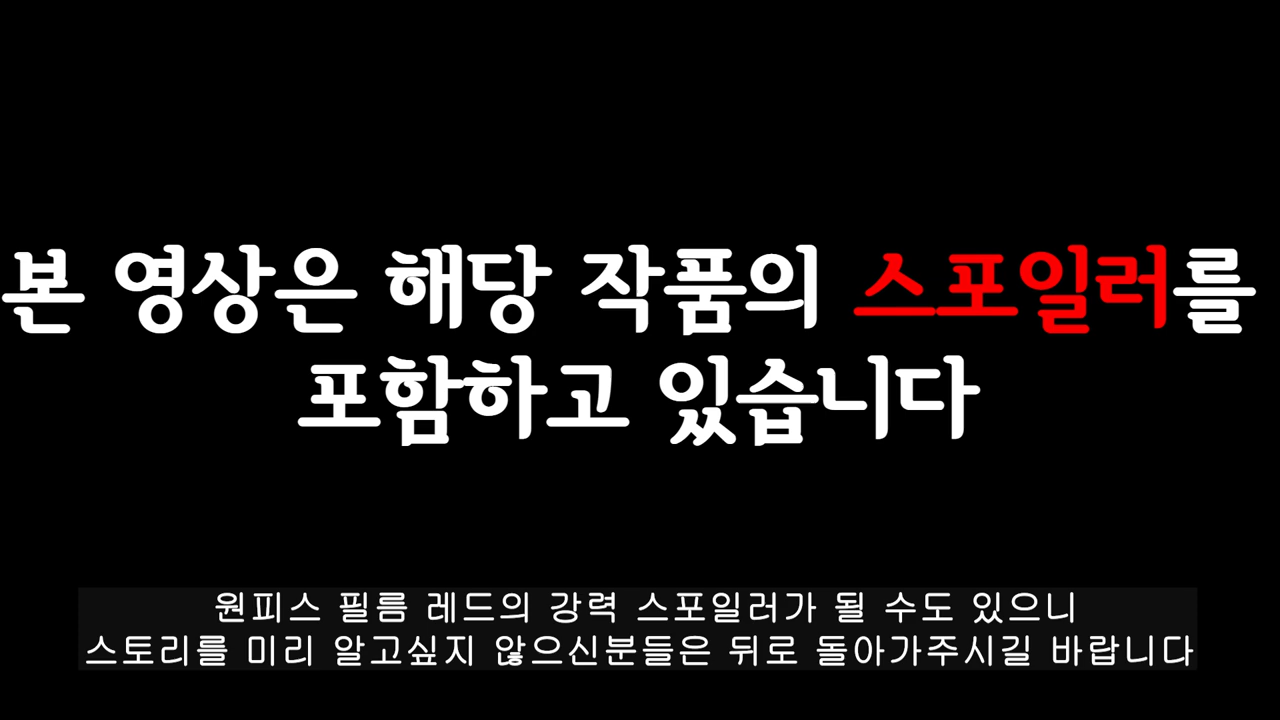 본 영상은 해당 작품의 스포일러를
포함하고 있습니다
원피스 필름 레드의 강력 스포일러가 될 수도 있으니
스토리를 미리 알고싶지 않으신분들은 뒤로 돌아가주시길 바랍니다